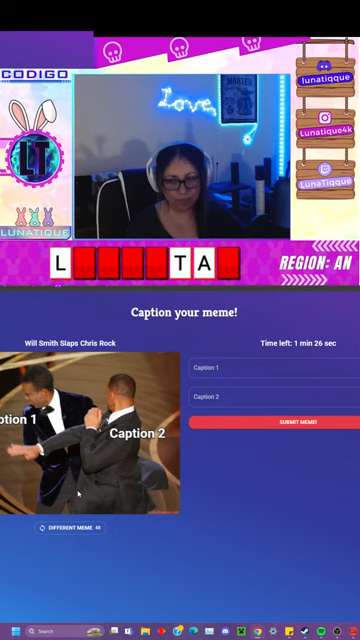 CODIGO
Love
WANTED
lunatiqque
Lunatique4k
LunaTiqque
LT
LUNATIQUE
L
T
A
REGION: AN
Caption your meme!
Will Smith Slaps Chris Rock
Time left: 1 min 26 sec
ption 1
Caption 2
Caption 1
Caption 2
SUBMIT MEME!
DIFFERENT MEME
Search